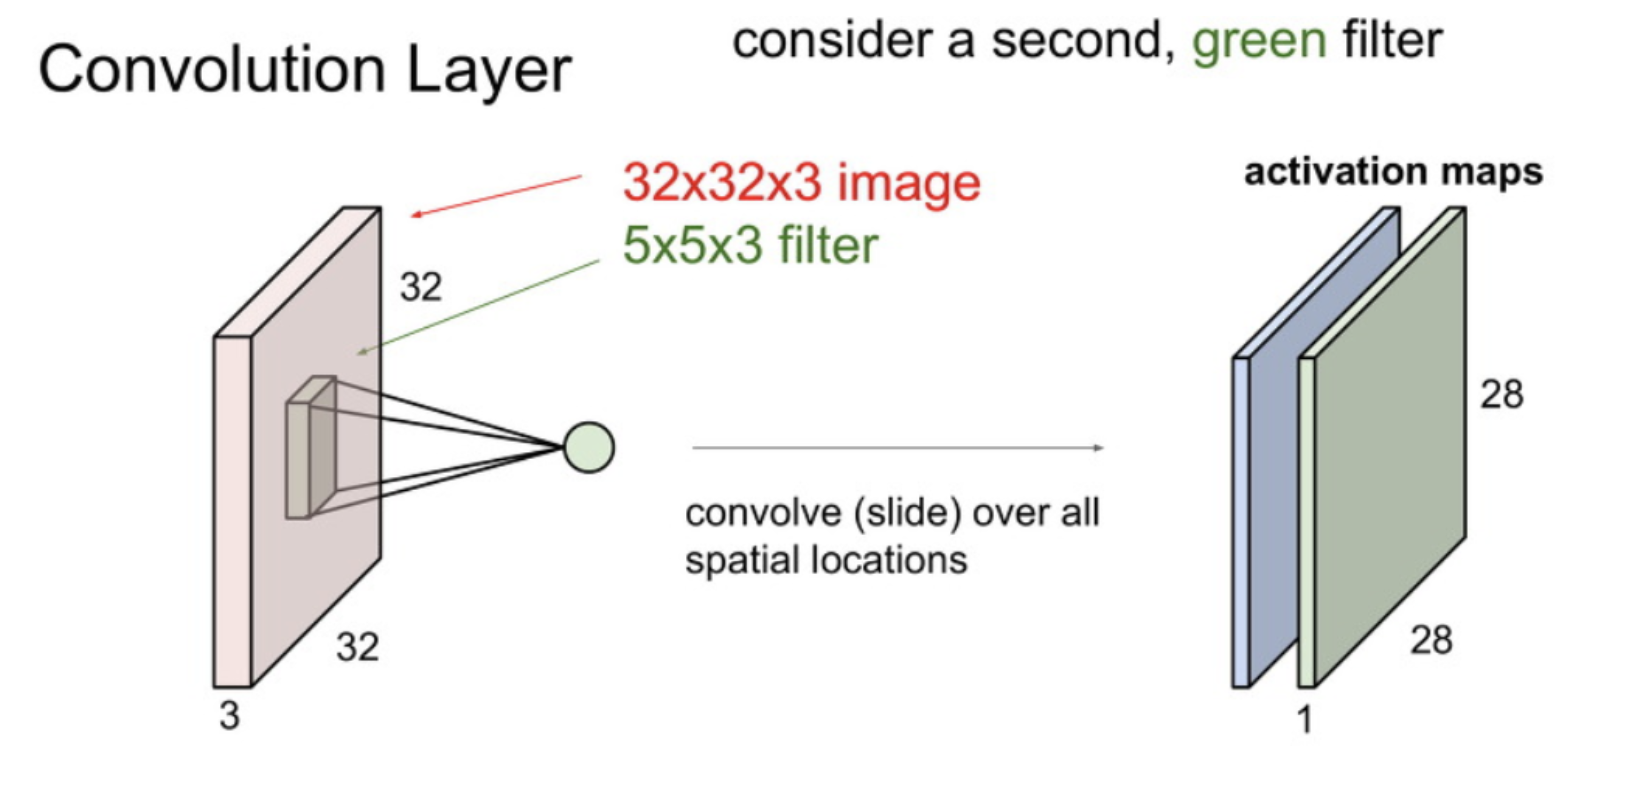 Convolution Layer
consider a second, green filter
32x32x3 image
5x5x3 filter
activation maps
32
28
convolve (slide) over all
spatial locations
32
28
3
1